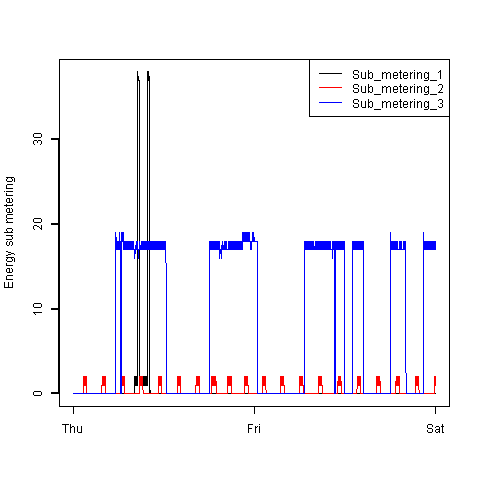 Sub_metering_1
Sub_metering_2
Sub_metering_3
Energy sub metering
30
20
10
0
Thu Fri Sat